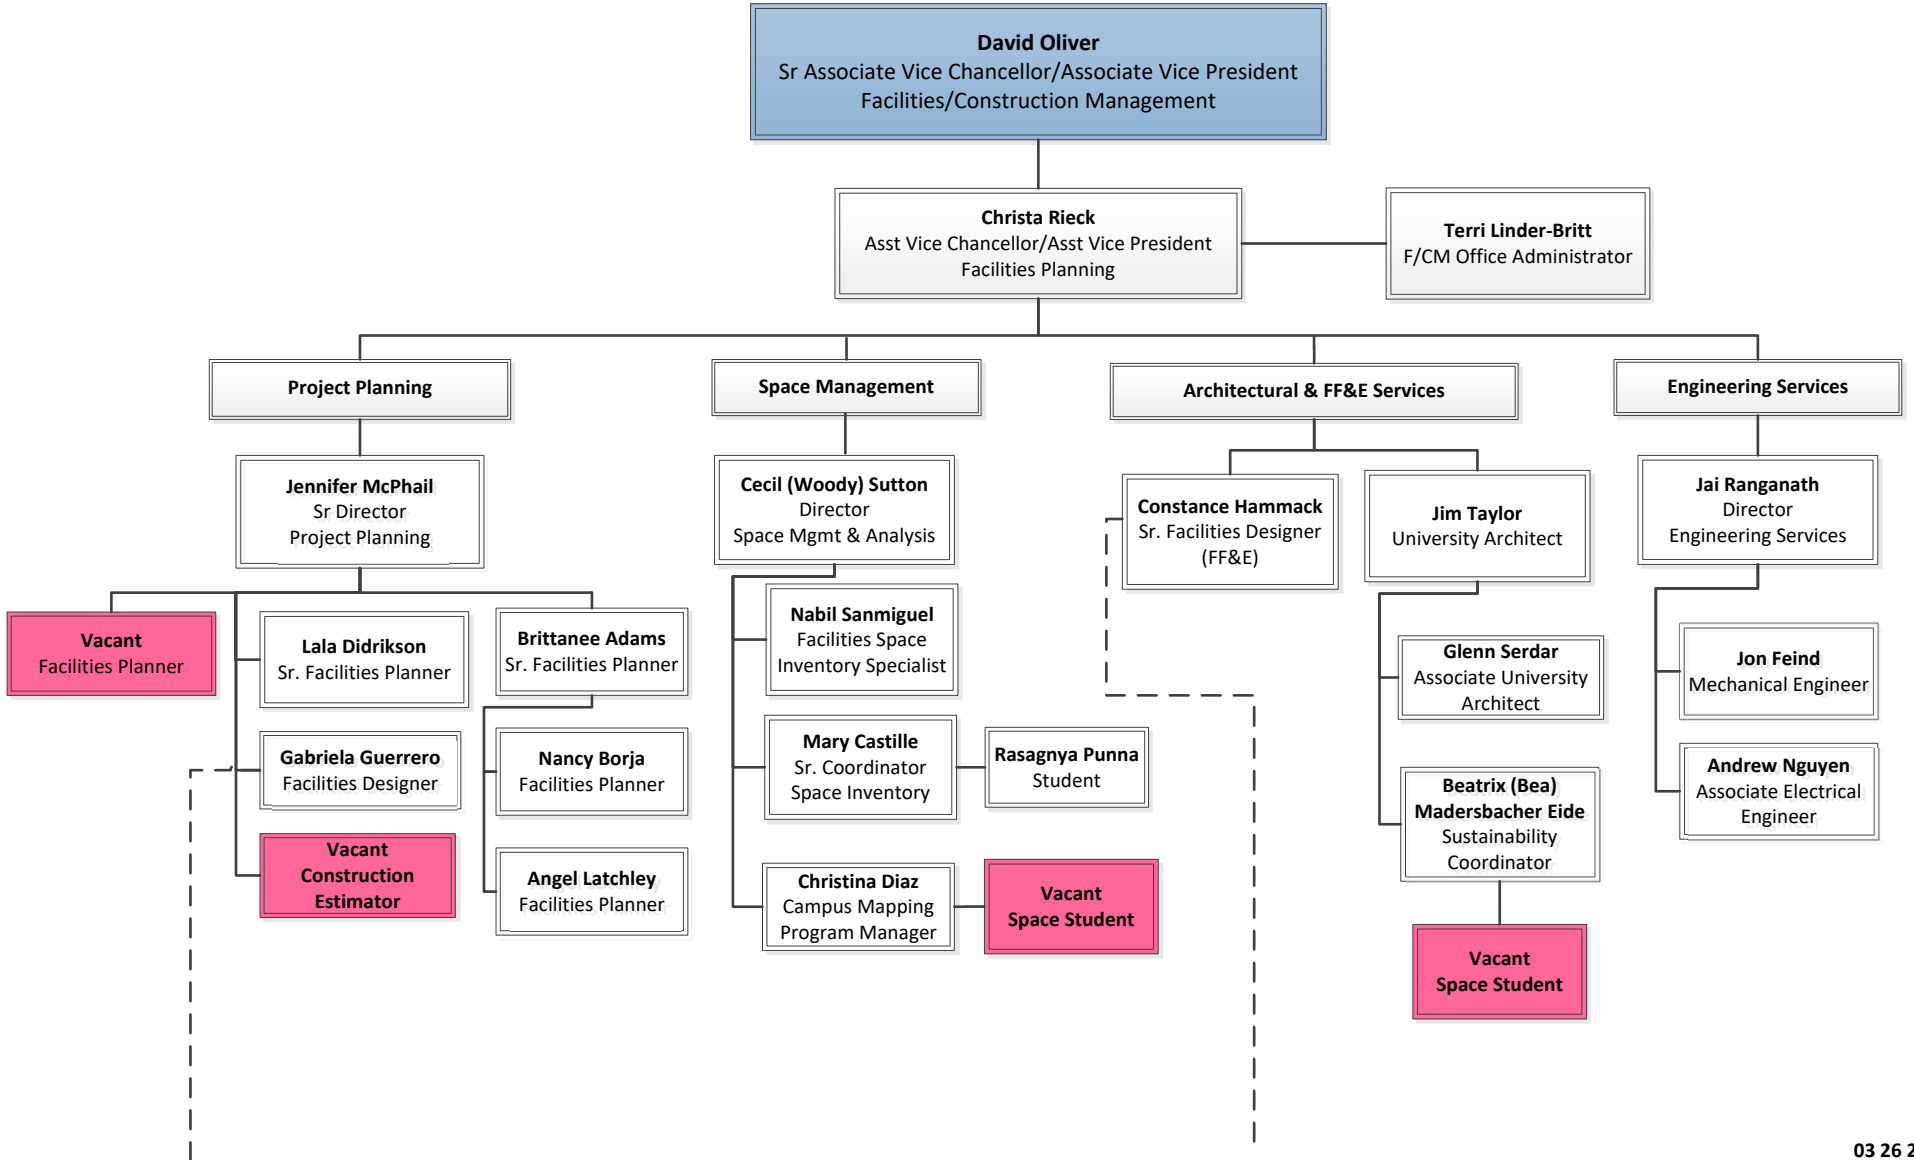 David Oliver
Sr Associate Vice Chancellor/Associate Vice President
Facilities/Construction Management
Christa Rieck
Asst Vice Chancellor/Asst Vice President
Facilities Planning
Terri Linder-Britt
F/CM Office Administrator
Project Planning
Space Management
Architectural & FF&E Services
Engineering Services
Jennifer McPhail
Sr Director
Project Planning
Cecil (Woody) Sutton
Director
Space Mgmt & Analysis
Constance Hammack
Sr. Facilities Designer
(FF&E)
Jim Taylor
University Architect
Jai Ranganath
Director
Engineering Services
Vacant
Facilities Planner
Lala Didrikson
Sr. Facilities Planner
Brittanee Adams
Sr. Facilities Planner
Nabil Sanmiguel
Facilities Space
Inventory Specialist
Glenn Serdar
Associate University
Architect
Jon Feind
Mechanical Engineer
Gabriela Guerrero
Facilities Designer
Nancy Borja
Facilities Planner
Mary Castille
Sr. Coordinator
Space Inventory
Rasagnya Punna
Student
Beatrix (Bea)
Madersbacher Eide
Sustainability
Coordinator
Andrew Nguyen
Associate Electrical
Engineer
Vacant
Construction
Estimator
Angel Latchley
Facilities Planner
Christina Diaz
Campus Mapping
Program Manager
Vacant
Space Student
Vacant
Space Student
03 26 2